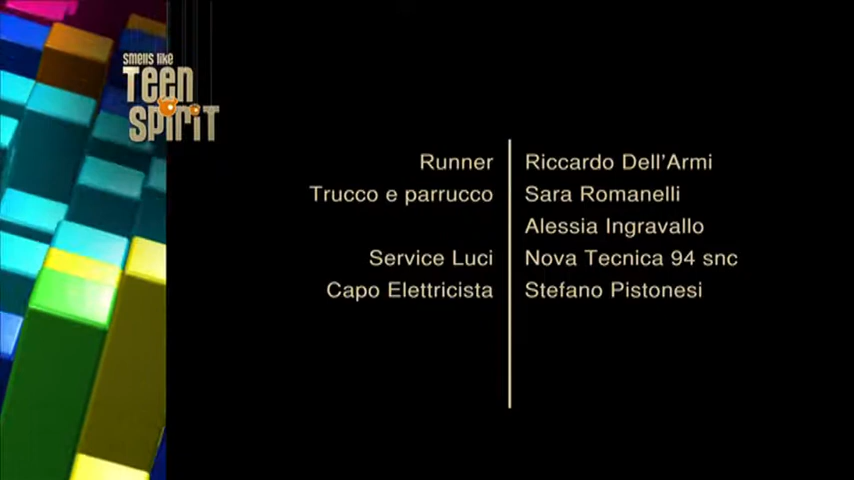 smells like
TEEN
SPIRIT
Runner Riccardo Dell'Armi
Trucco e parrucco Sara Romanelli
Alessia Ingravallo
Service Luci Nova Tecnica 94 snc
Capo Elettricista Stefano Pistonesi